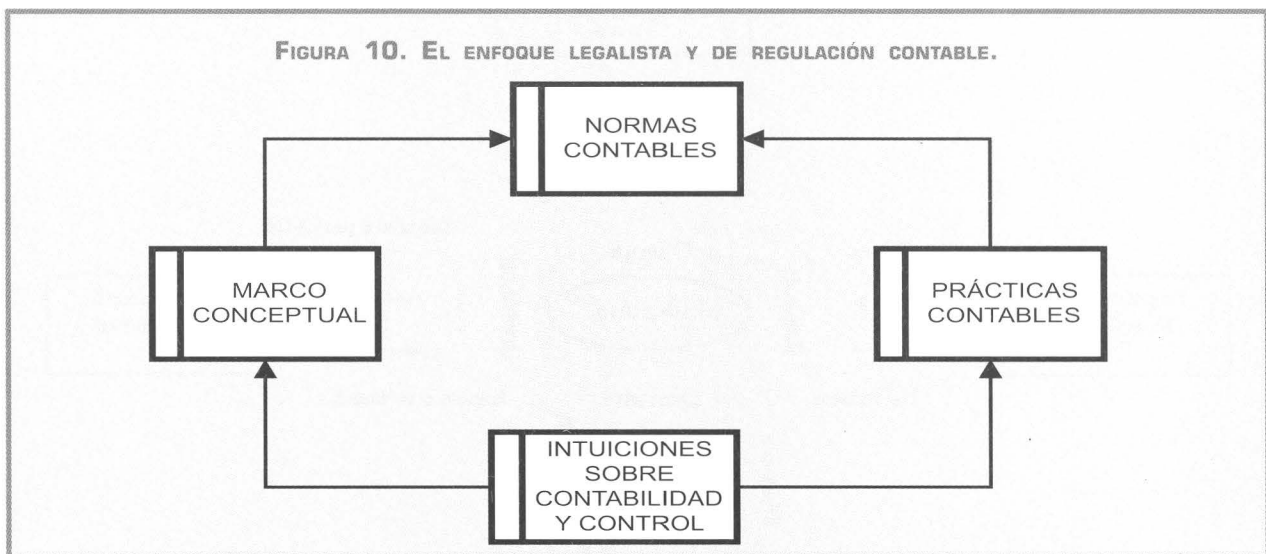 FIGURA 10. EL ENFOQUE LEGALISTA Y DE REGULACIÓN CONTABLE.
NORMAS
CONTABLES
MARCO
CONCEPTUAL
PRÁCTICAS
CONTABLES
INTUICIONES
SOBRE
CONTABILIDAD
Y CONTROL